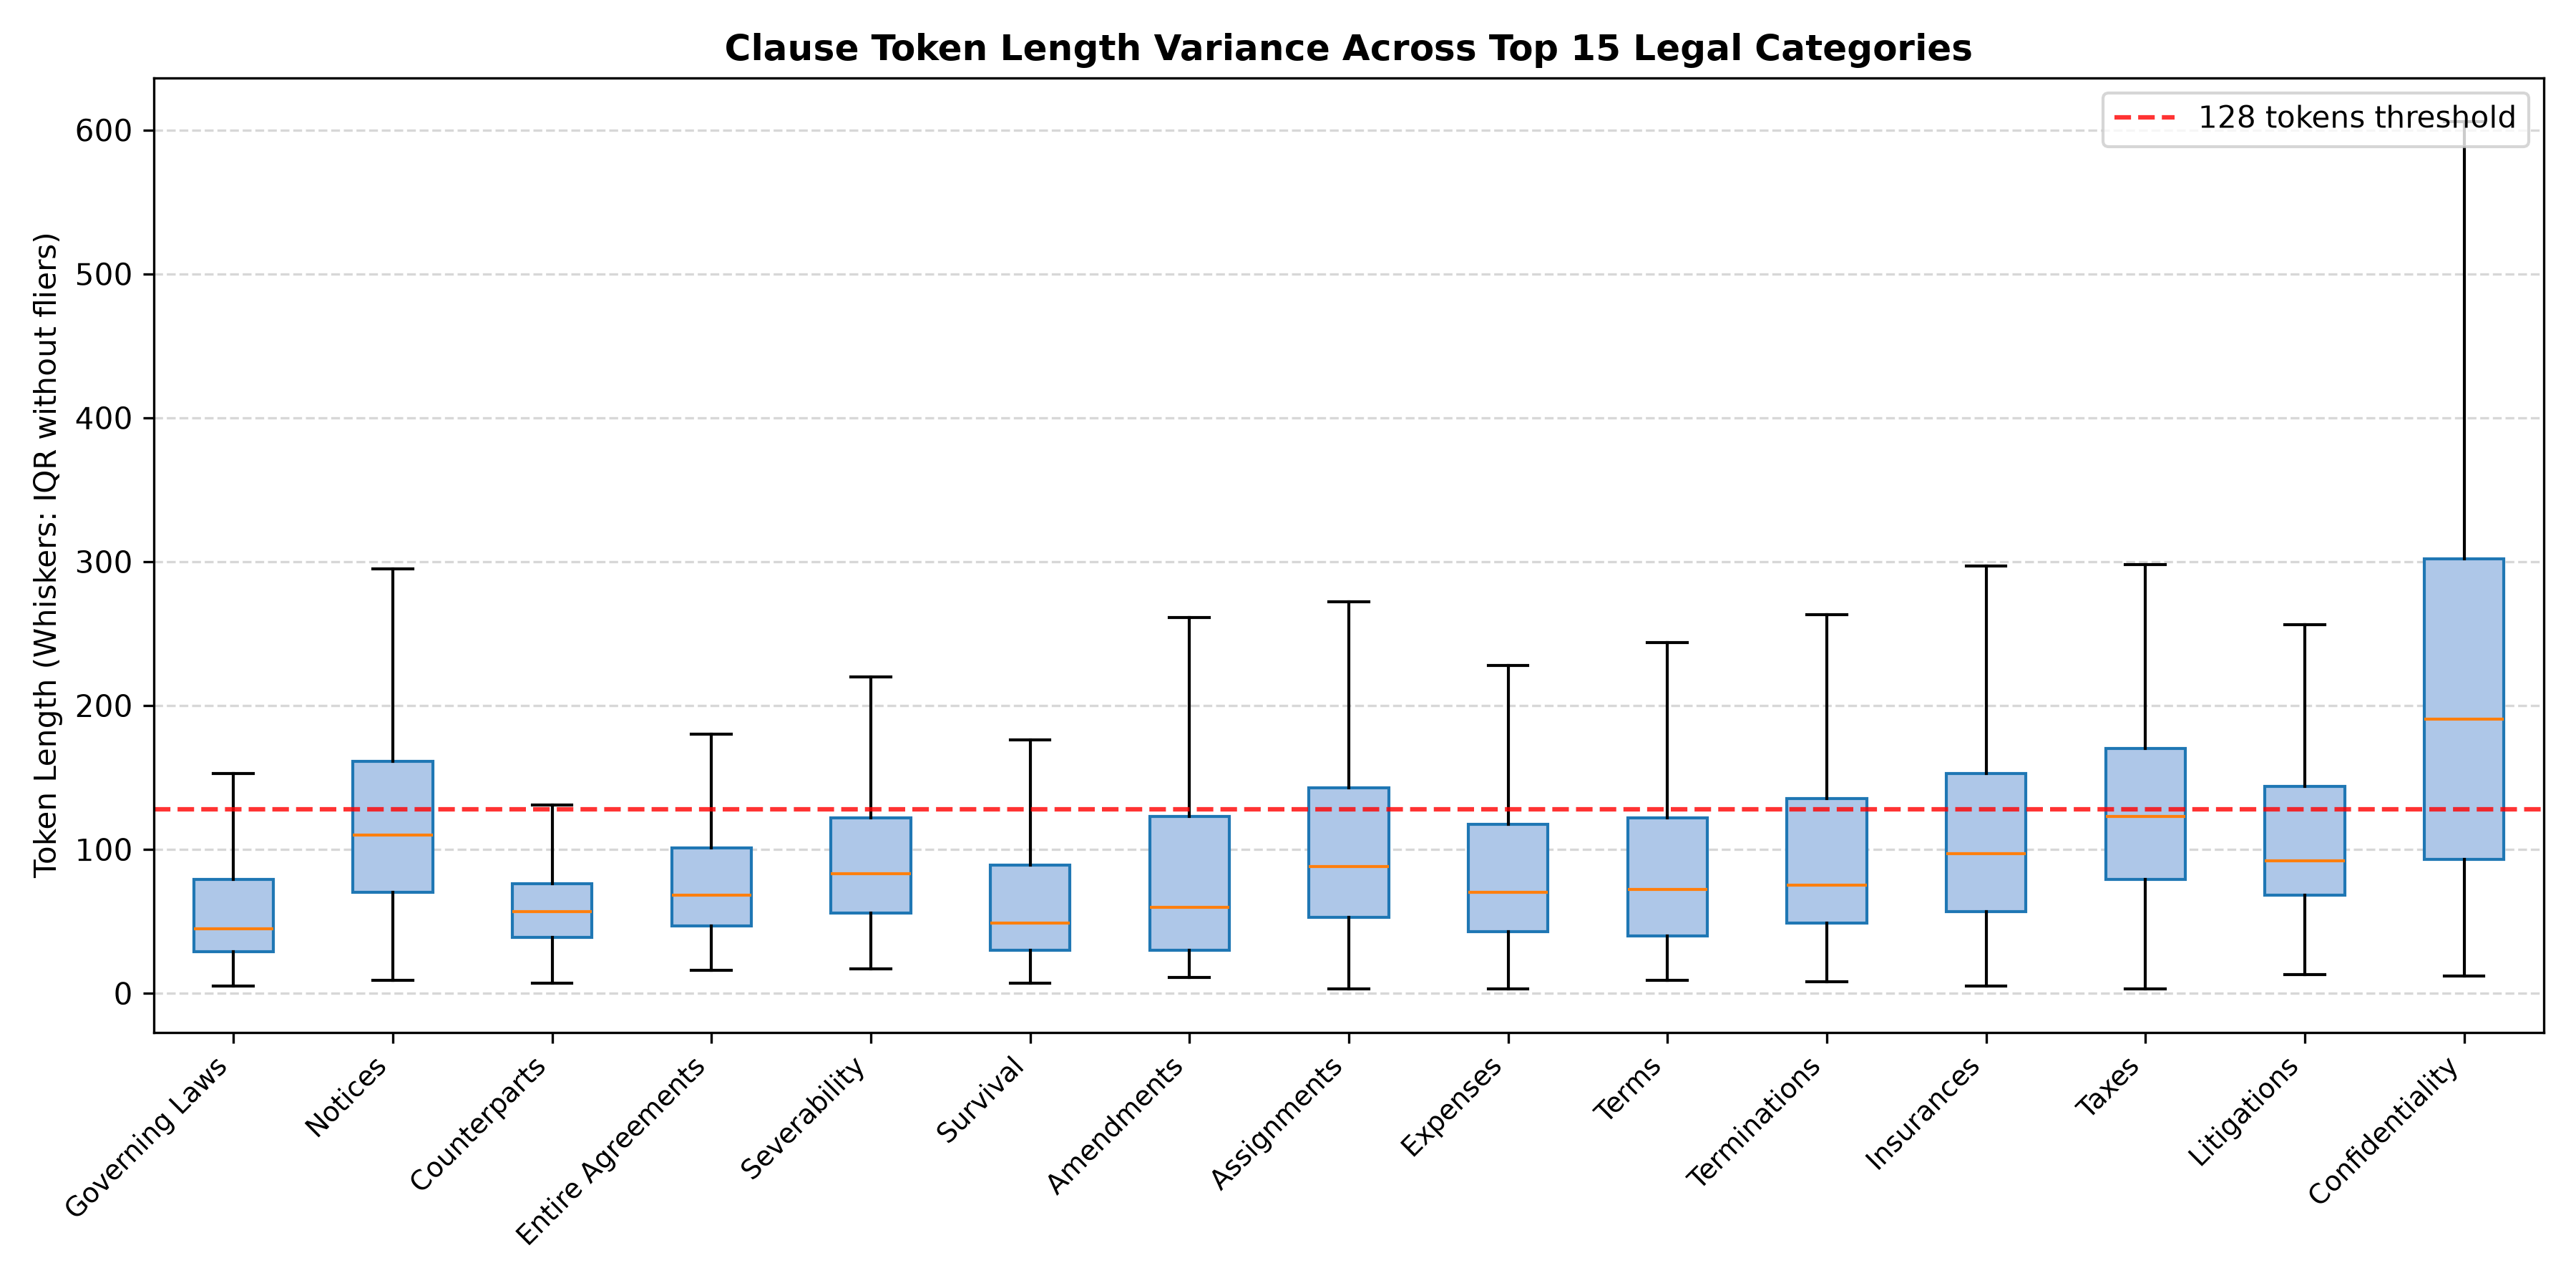 Clause Token Length Variance Across Top 15 Legal Categories
128 tokens threshold
Token Length (Whiskers: IQR without fliers)
600
500
400
300
200
100
0
Governing Laws
Notices
Counterparts
Entire Agreements
Severability
Survival
Amendments
Assignments
Expenses
Terms
Terminations
Insurances
Taxes
Litigations
Confidentiality